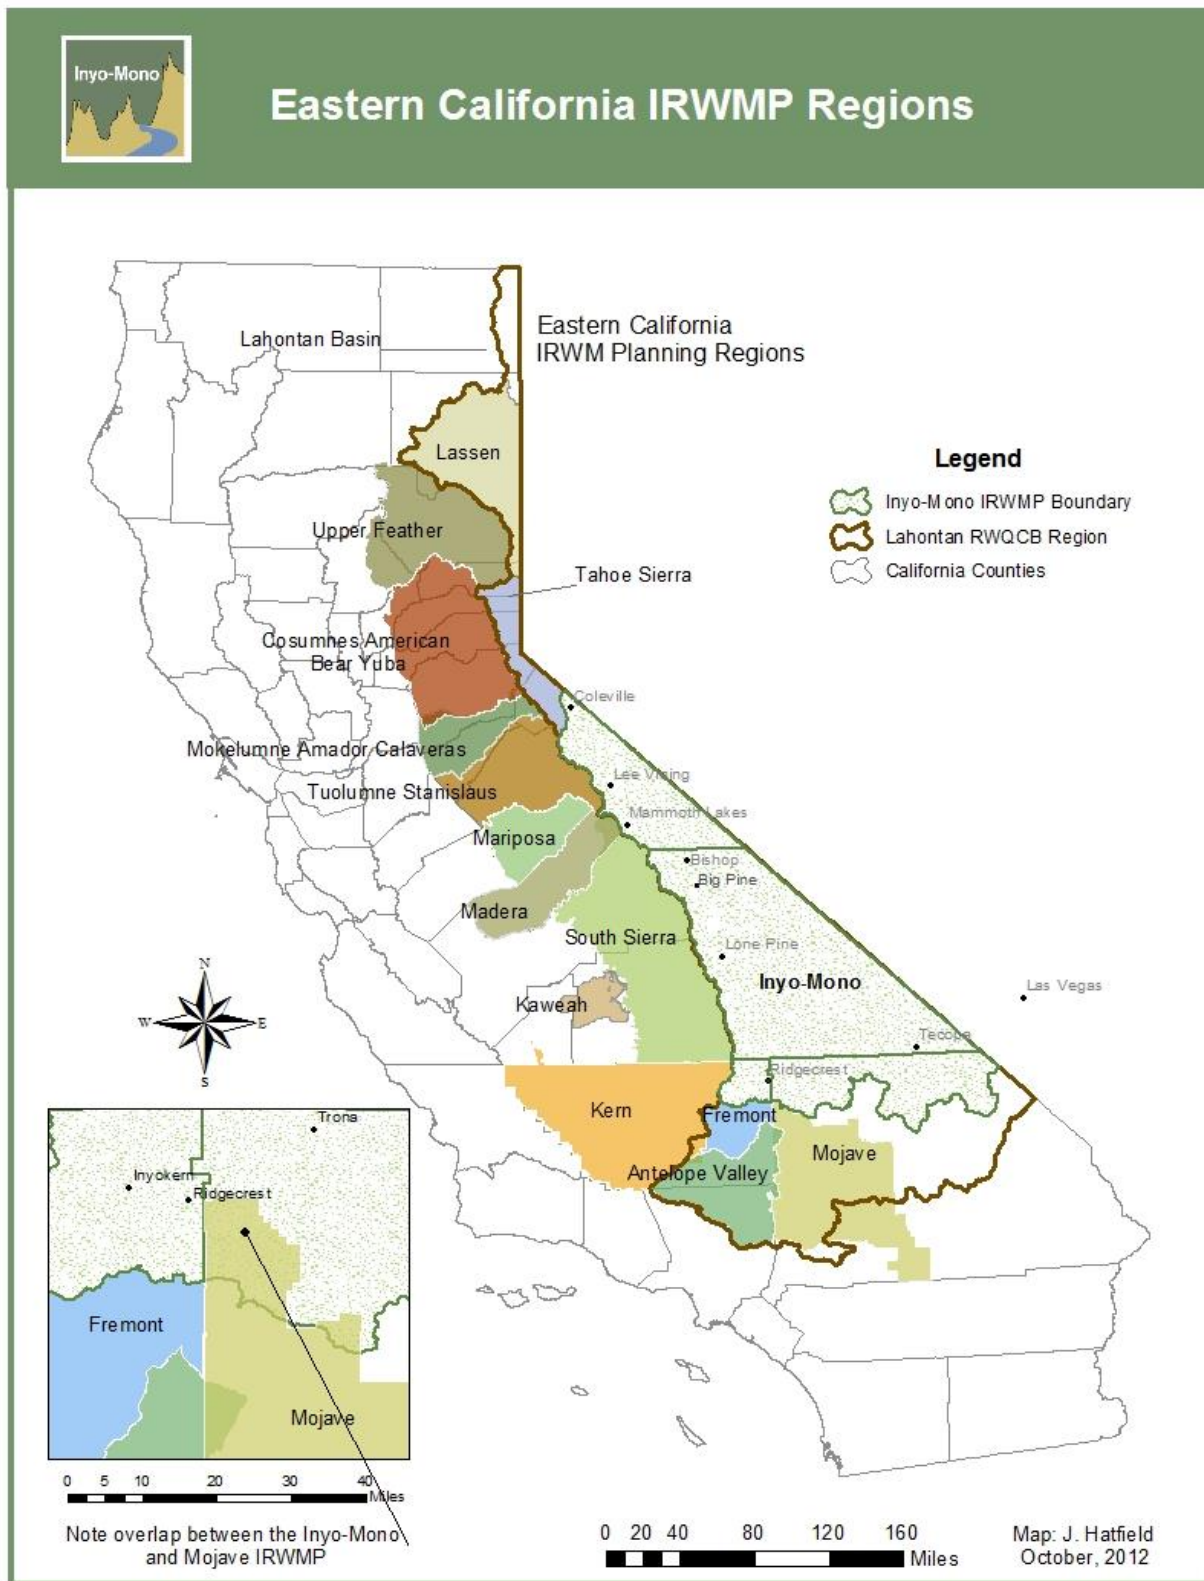 Inyo-Mono
Eastern California IRWMP Regions
Eastern California
IRWM Planning Regions
Lahontan Basin
Lassen
Legend
Inyo-Mono IRWMP Boundary
Lahontan RWQCB Region
California Counties
Upper Feather
Tahoe Sierra
Cosumnes American
Bear Yuba
Coleville
Mokelumne Amador Calaveras
Lee Vining
Tuolumne Stanislaus
Mammoth Lakes
Mariposa
Bishop
Big Pine
Madera
South Sierra
Lone Pine
Inyo-Mono
Las Vegas
Kaweah
N
W
E
S
Tecopa
Ridgecrest
Kern
Fremont
Mojave
Antelope Valley
Trona
Inyokern
Ridgecrest
Fremont
Mojave
0 5 10 20 30 40
Miles
Note overlap between the Inyo-Mono
and Mojave IRWMP
0 20 40 80 120 160
Miles
Map: J. Hatfield
October, 2012